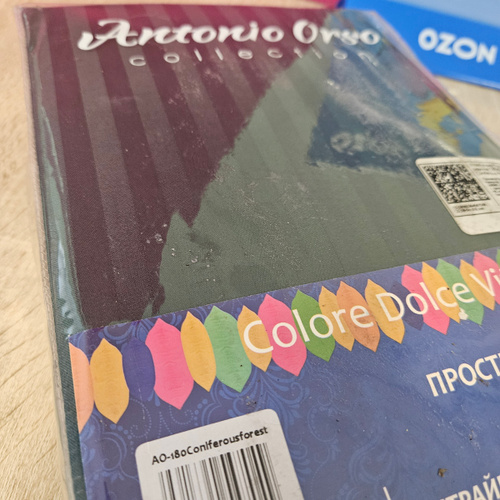 Antonio Orso
collection
OZON
Colore Dolce Vi
ПРОСТ
AO-180Coniferousforest